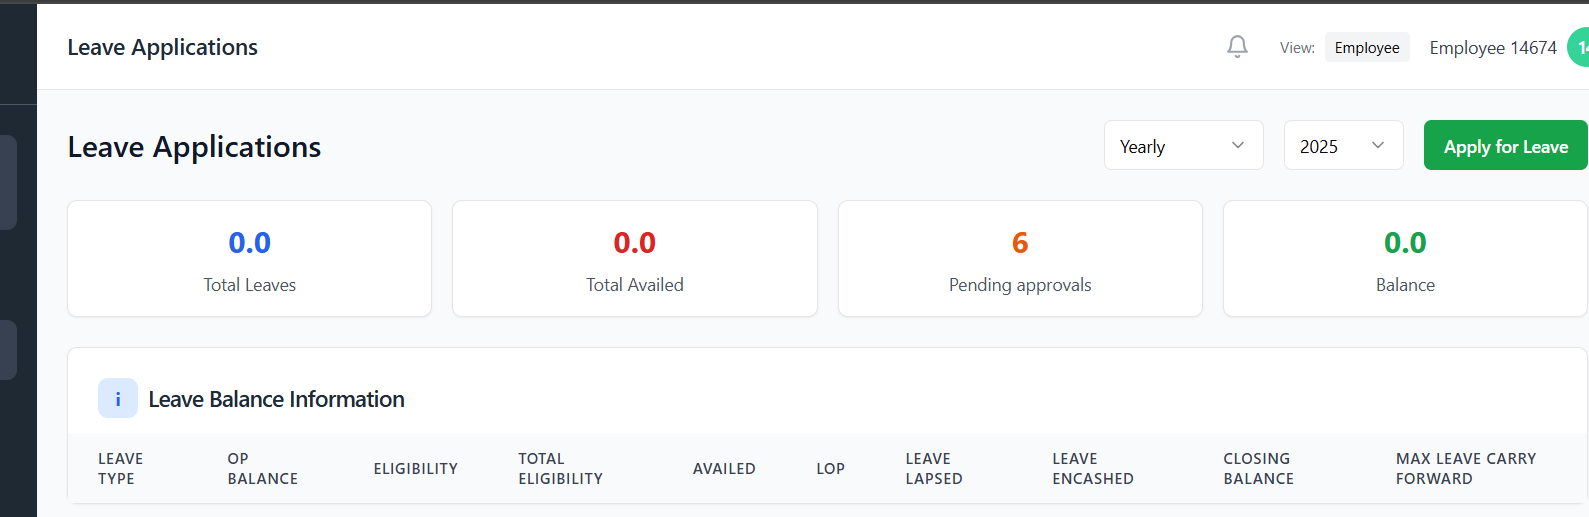 Leave Applications
View: Employee Employee 14674
Leave Applications
Yearly 2025 Apply for Leave
0.0 0.0 6 0.0
Total Leaves Total Availed Pending approvals Balance
i Leave Balance Information
LEAVE TYPE OP BALANCE ELIGIBILITY TOTAL ELIGIBILITY AVAILED LOP LEAVE LAPSED LEAVE ENCASHED CLOSING BALANCE MAX LEAVE CARRY FORWARD